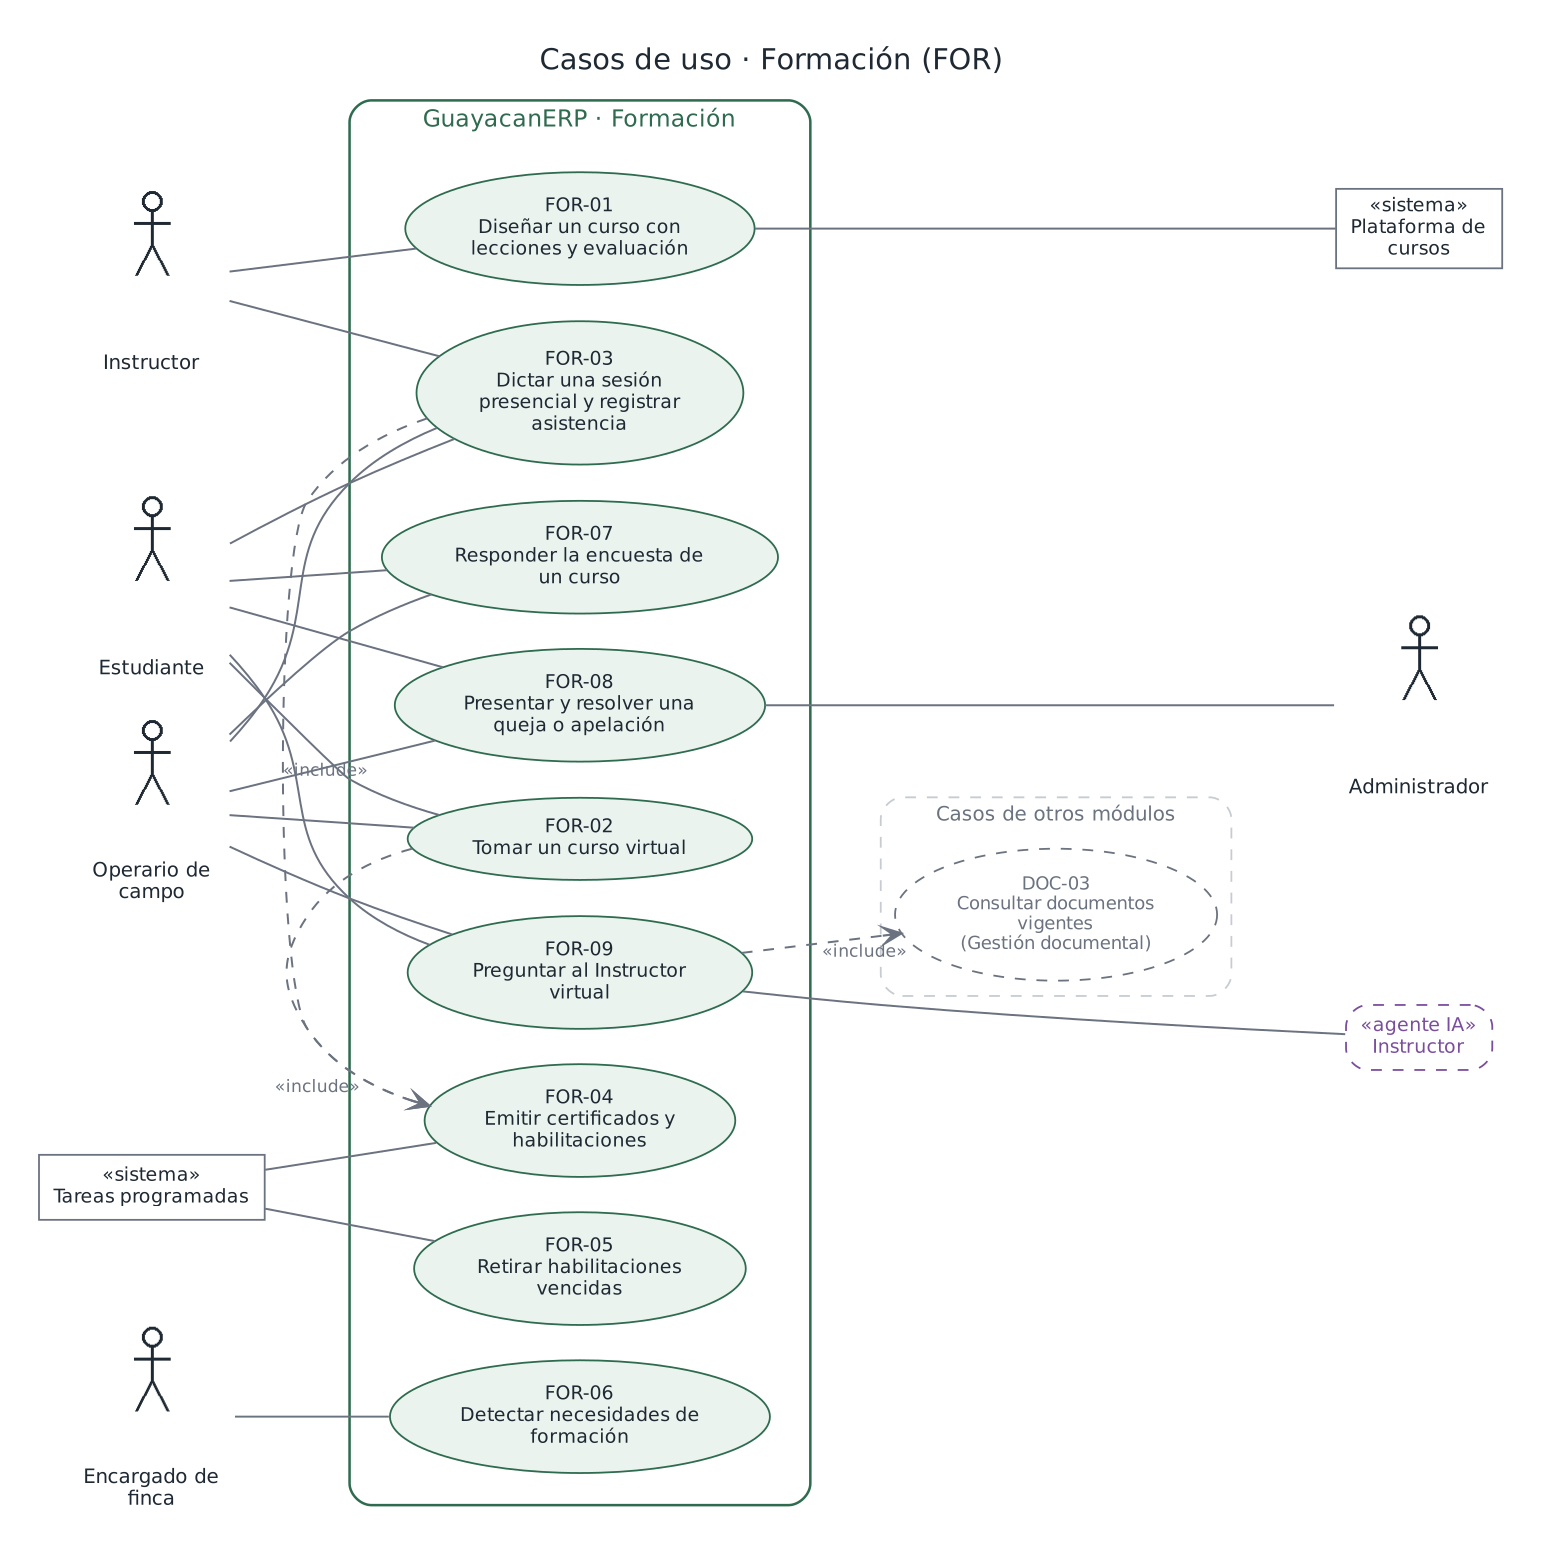 Casos de uso · Formación (FOR)
GuayacanERP · Formación
FOR-01
Diseñar un curso con
lecciones y evaluación
«sistema»
Plataforma de
cursos
Instructor
FOR-03
Dictar una sesión
presencial y registrar
asistencia
FOR-07
Responder la encuesta de
un curso
Estudiante
FOR-08
Presentar y resolver una
queja o apelación
Administrador
«include»
Operario de
campo
FOR-02
Tomar un curso virtual
Casos de otros módulos
DOC-03
Consultar documentos
vigentes
(Gestión documental)
«include»
FOR-09
Preguntar al Instructor
virtual
«agente IA»
Instructor
«include»
FOR-04
Emitir certificados y
habilitaciones
«sistema»
Tareas programadas
FOR-05
Retirar habilitaciones
vencidas
FOR-06
Detectar necesidades de
formación
Encargado de
finca